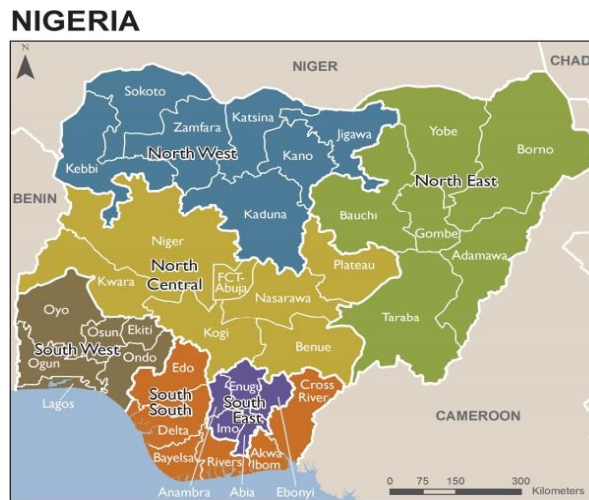 NIGERIA
N
NIGER
CHAD
BENIN
CAMEROON
Sokoto
Katsina
Zamfara
Jigawa
North West
Kano
Kebbi
Kaduna
Yobe
Borno
North East
Bauchi
Gombe
Adamawa
Taraba
Niger
North
Central
FCT-
Abuja
Plateau
Kwara
Nasarawa
Kogi
Benue
Oyo
Osun
Ekiti
South West
Ogun
Ondo
Lagos
Edo
South
South
Delta
Bayelsa
Rivers
Akwa
Ibom
Cross
River
Enugu
South
East
Imo
Anambra
Abia
Ebonyi
0 75 150 300
Kilometers